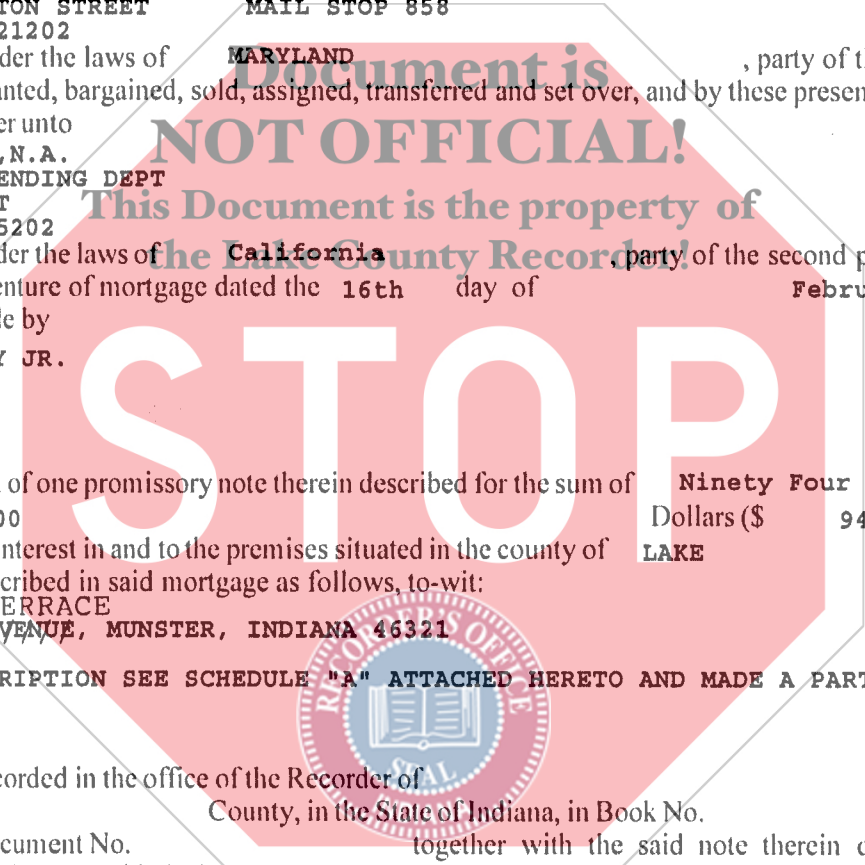 TON STREET MAIL STOP 858
21202
der the laws of MARYLAND , party of th
Document is
anted, bargained, sold, assigned, transferred and set over, and by these presen
er unto
NOT OFFICIAL!
,N.A.
ENDING DEPT
T
This Document is the property of
5202
der the laws of California , party of the second p
the Lake County Recorder!
enture of mortgage dated the 16th day of Febru
e by
Y JR.
STOP
of one promissory note therein described for the sum of Ninety Four
00 Dollars ($ 94
nterest in and to the premises situated in the county of LAKE
cribed in said mortgage as follows, to-wit:
ERRACE
VENUE, MUNSTER, INDIANA 46321
RECORDER'S OFFICE
RIPTION SEE SCHEDULE "A" ATTACHED HERETO AND MADE A PART
SEAL
INDIANA
corded in the office of the Recorder of
County, in the State of Indiana, in Book No.
cument No. together with the said note therein d